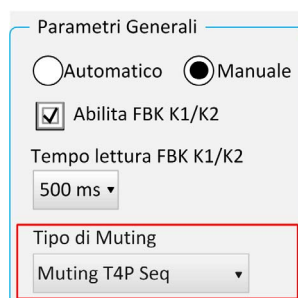 Parametri Generali
Automatico Manuale
Abilita FBK K1/K2
Tempo lettura FBK K1/K2
500 ms
Tipo di Muting
Muting T4P Seq